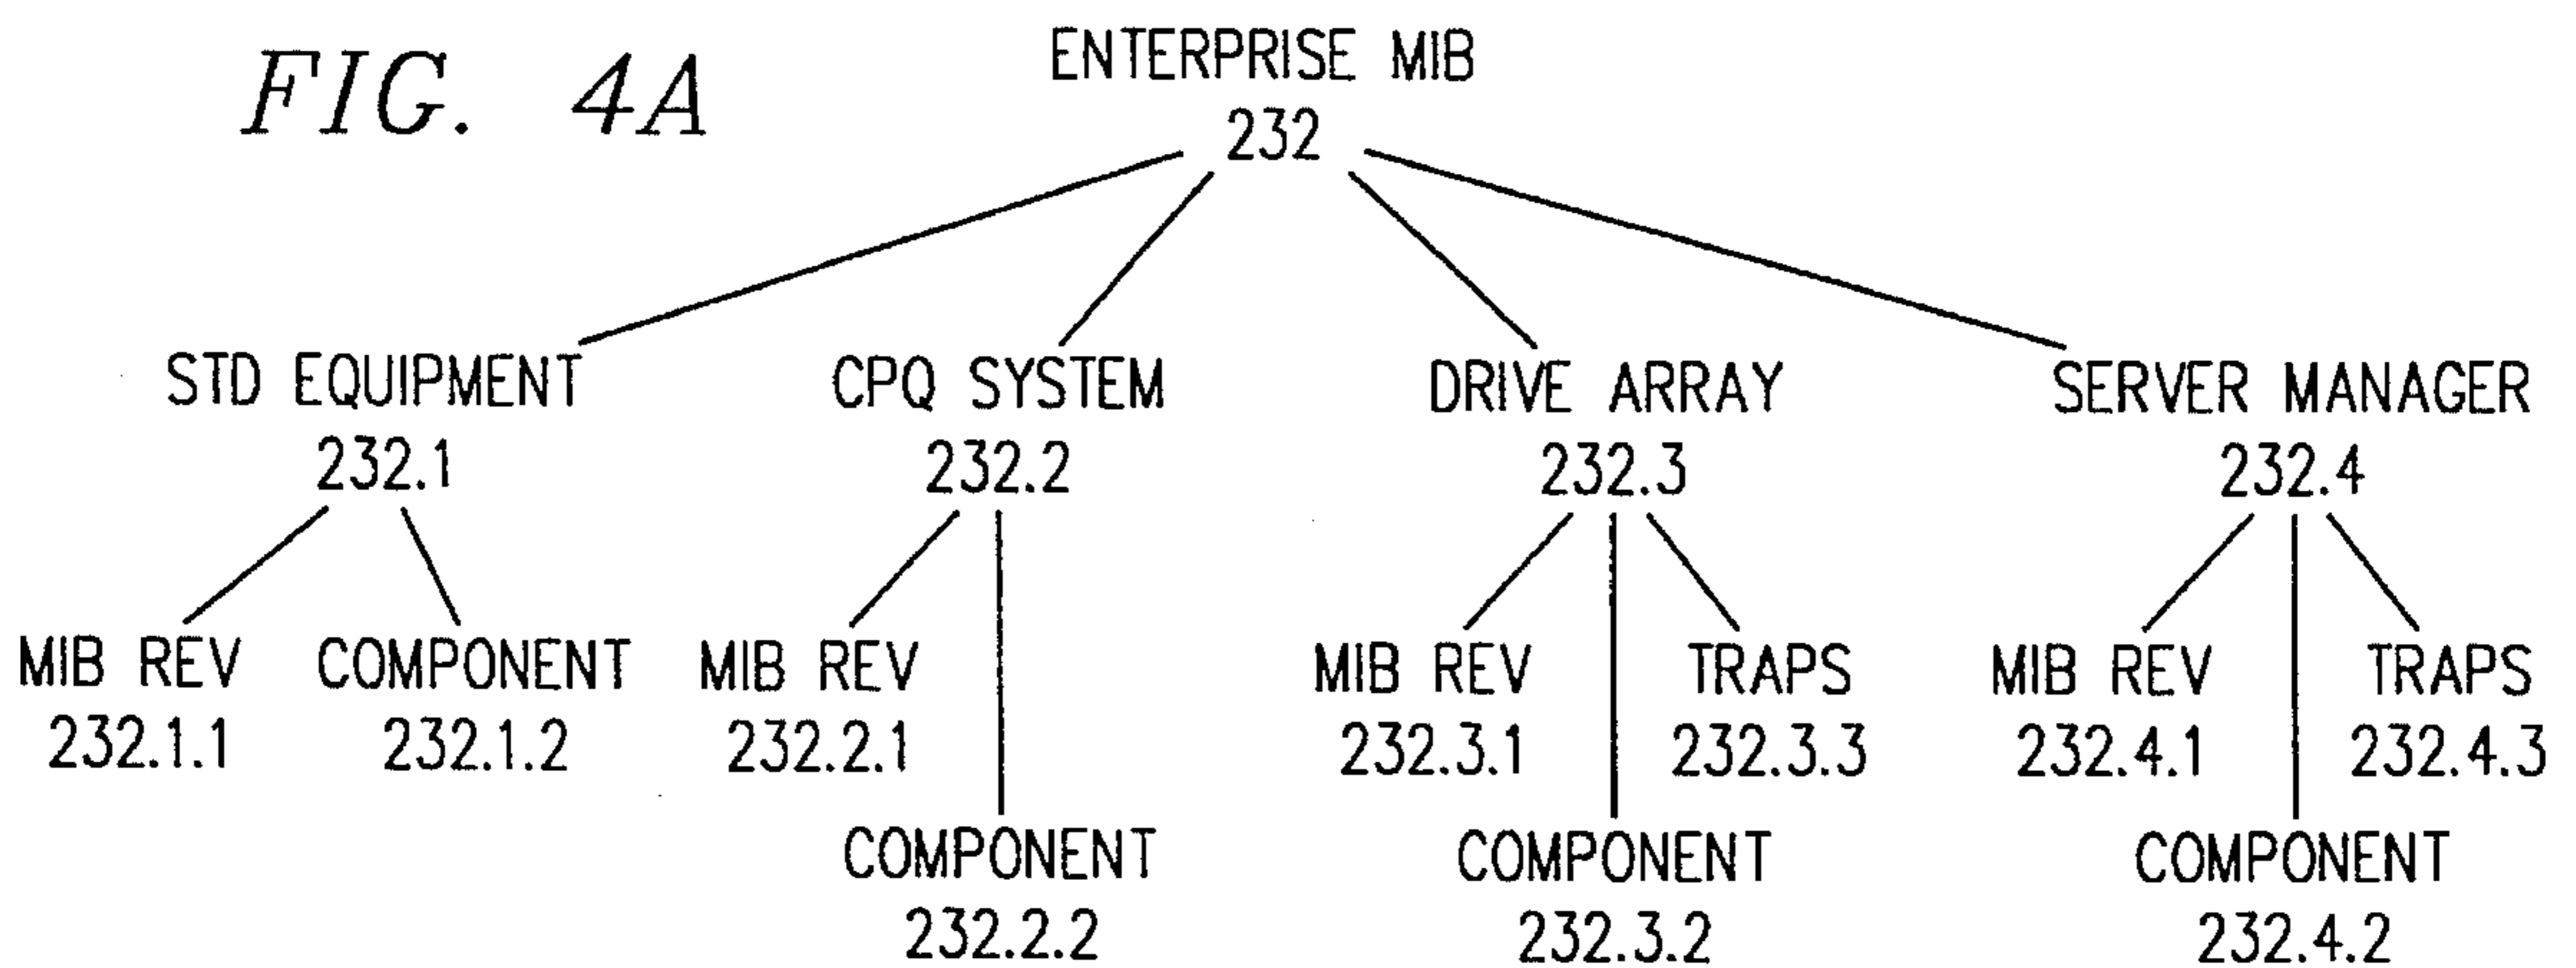 FIG. 4A
ENTERPRISE MIB
232
STD EQUIPMENT
232.1
CPQ SYSTEM
232.2
DRIVE ARRAY
232.3
SERVER MANAGER
232.4
MIB REV
232.1.1
COMPONENT
232.1.2
MIB REV
232.2.1
COMPONENT
232.2.2
MIB REV
232.3.1
TRAPS
232.3.3
COMPONENT
232.3.2
MIB REV
232.4.1
TRAPS
232.4.3
COMPONENT
232.4.2